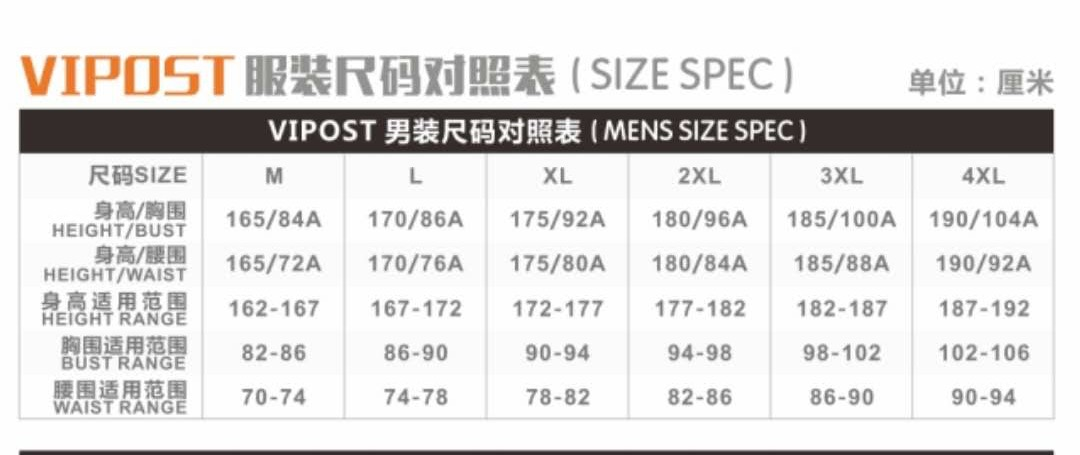 VIPOST 服装尺码对照表 ( SIZE SPEC ) 单位：厘米
VIPOST 男装尺码对照表 ( MENS SIZE SPEC )
尺码SIZE M L XL 2XL 3XL 4XL
身高/胸围
HEIGHT/BUST 165/84A 170/86A 175/92A 180/96A 185/100A 190/104A
身高/腰围
HEIGHT/WAIST 165/72A 170/76A 175/80A 180/84A 185/88A 190/92A
身高适用范围
HEIGHT RANGE 162-167 167-172 172-177 177-182 182-187 187-192
胸围适用范围
BUST RANGE 82-86 86-90 90-94 94-98 98-102 102-106
腰围适用范围
WAIST RANGE 70-74 74-78 78-82 82-86 86-90 90-94